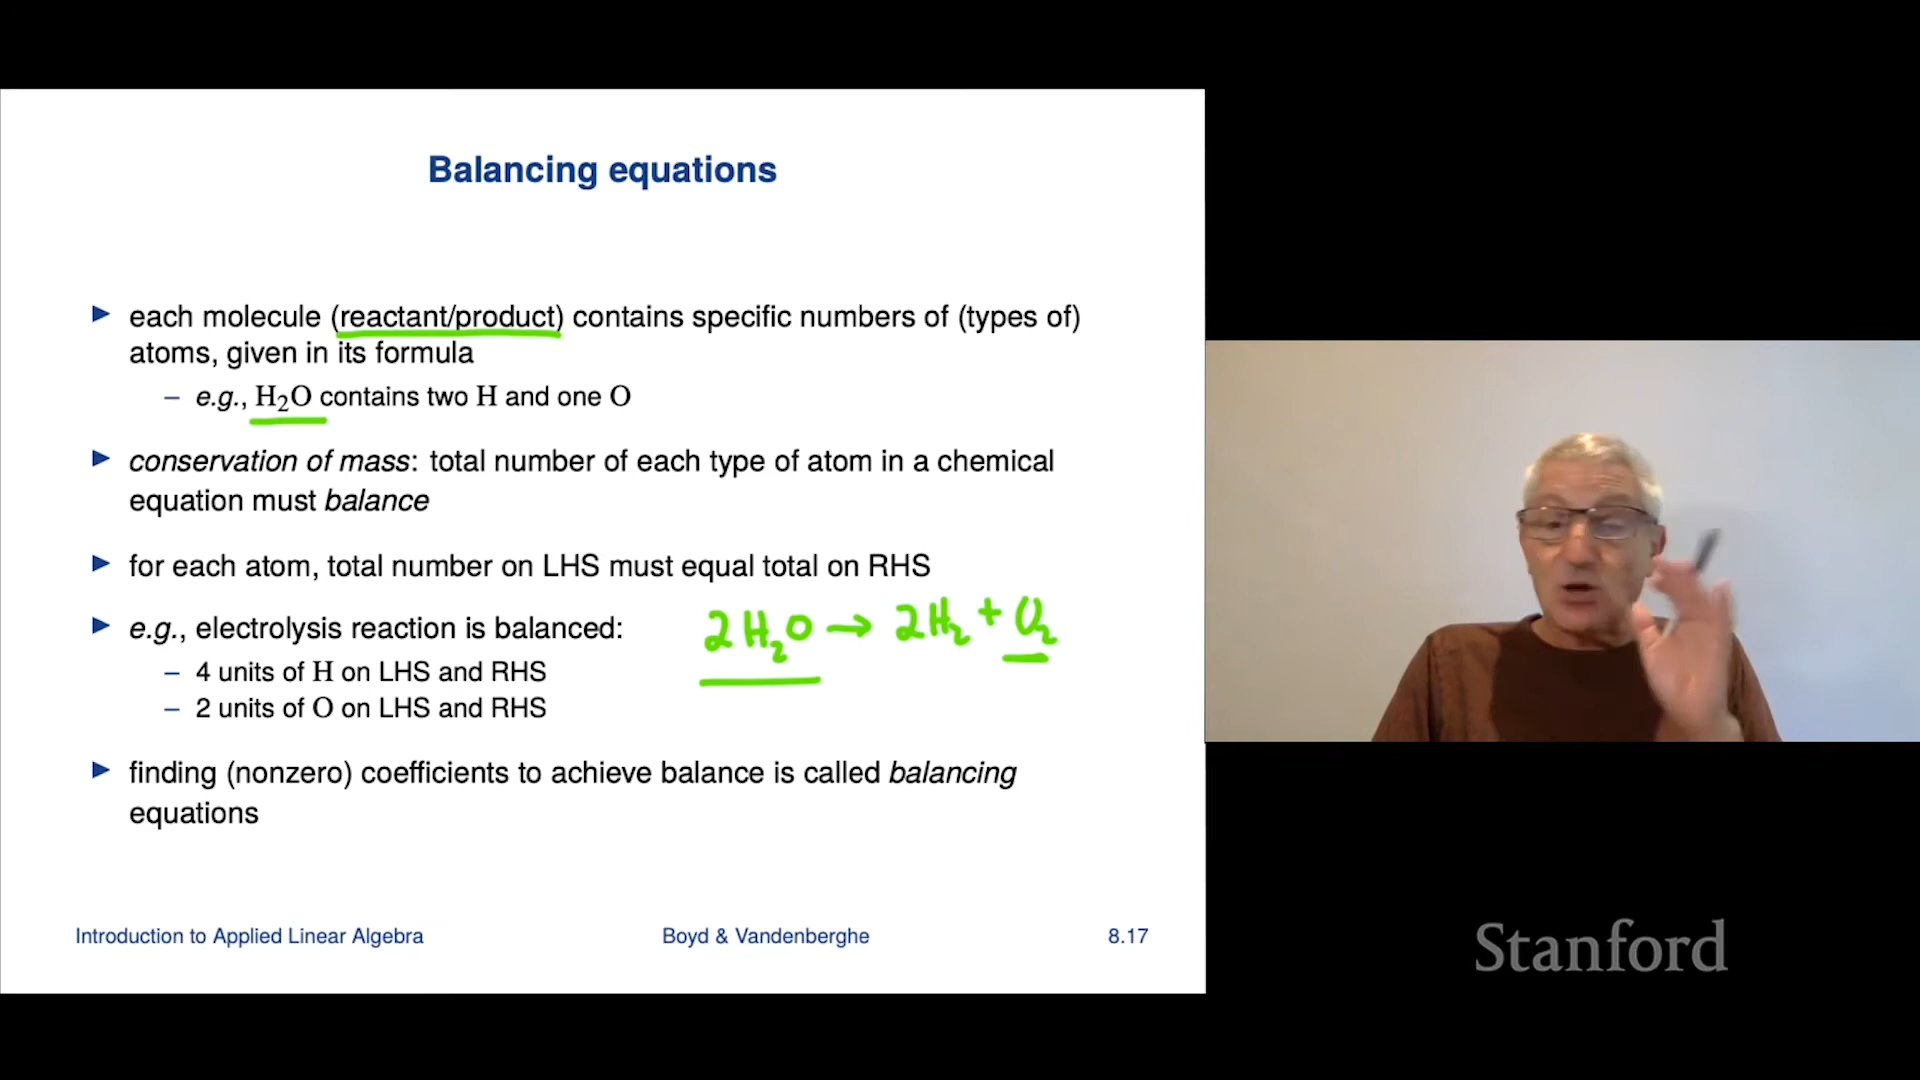 Balancing equations
► each molecule (reactant/product) contains specific numbers of (types of)
atoms, given in its formula
– e.g., H₂O contains two H and one O
► conservation of mass: total number of each type of atom in a chemical
equation must balance
► for each atom, total number on LHS must equal total on RHS
► e.g., electrolysis reaction is balanced: 2H₂O → 2H₂ + O₂
– 4 units of H on LHS and RHS
– 2 units of O on LHS and RHS
► finding (nonzero) coefficients to achieve balance is called balancing
equations
Introduction to Applied Linear Algebra Boyd & Vandenberghe 8.17
Stanford